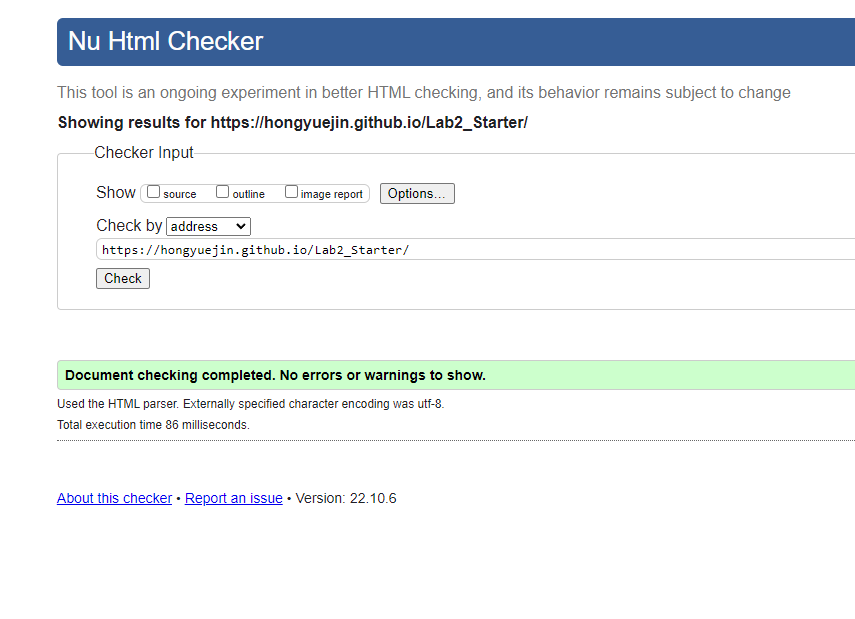 Nu Html Checker
This tool is an ongoing experiment in better HTML checking, and its behavior remains subject to change
Showing results for https://hongyuejin.github.io/Lab2_Starter/
Checker Input
Show source outline image report Options...
Check by address
https://hongyuejin.github.io/Lab2_Starter/
Check
Document checking completed. No errors or warnings to show.
Used the HTML parser. Externally specified character encoding was utf-8.
Total execution time 86 milliseconds.
About this checker • Report an issue • Version: 22.10.6